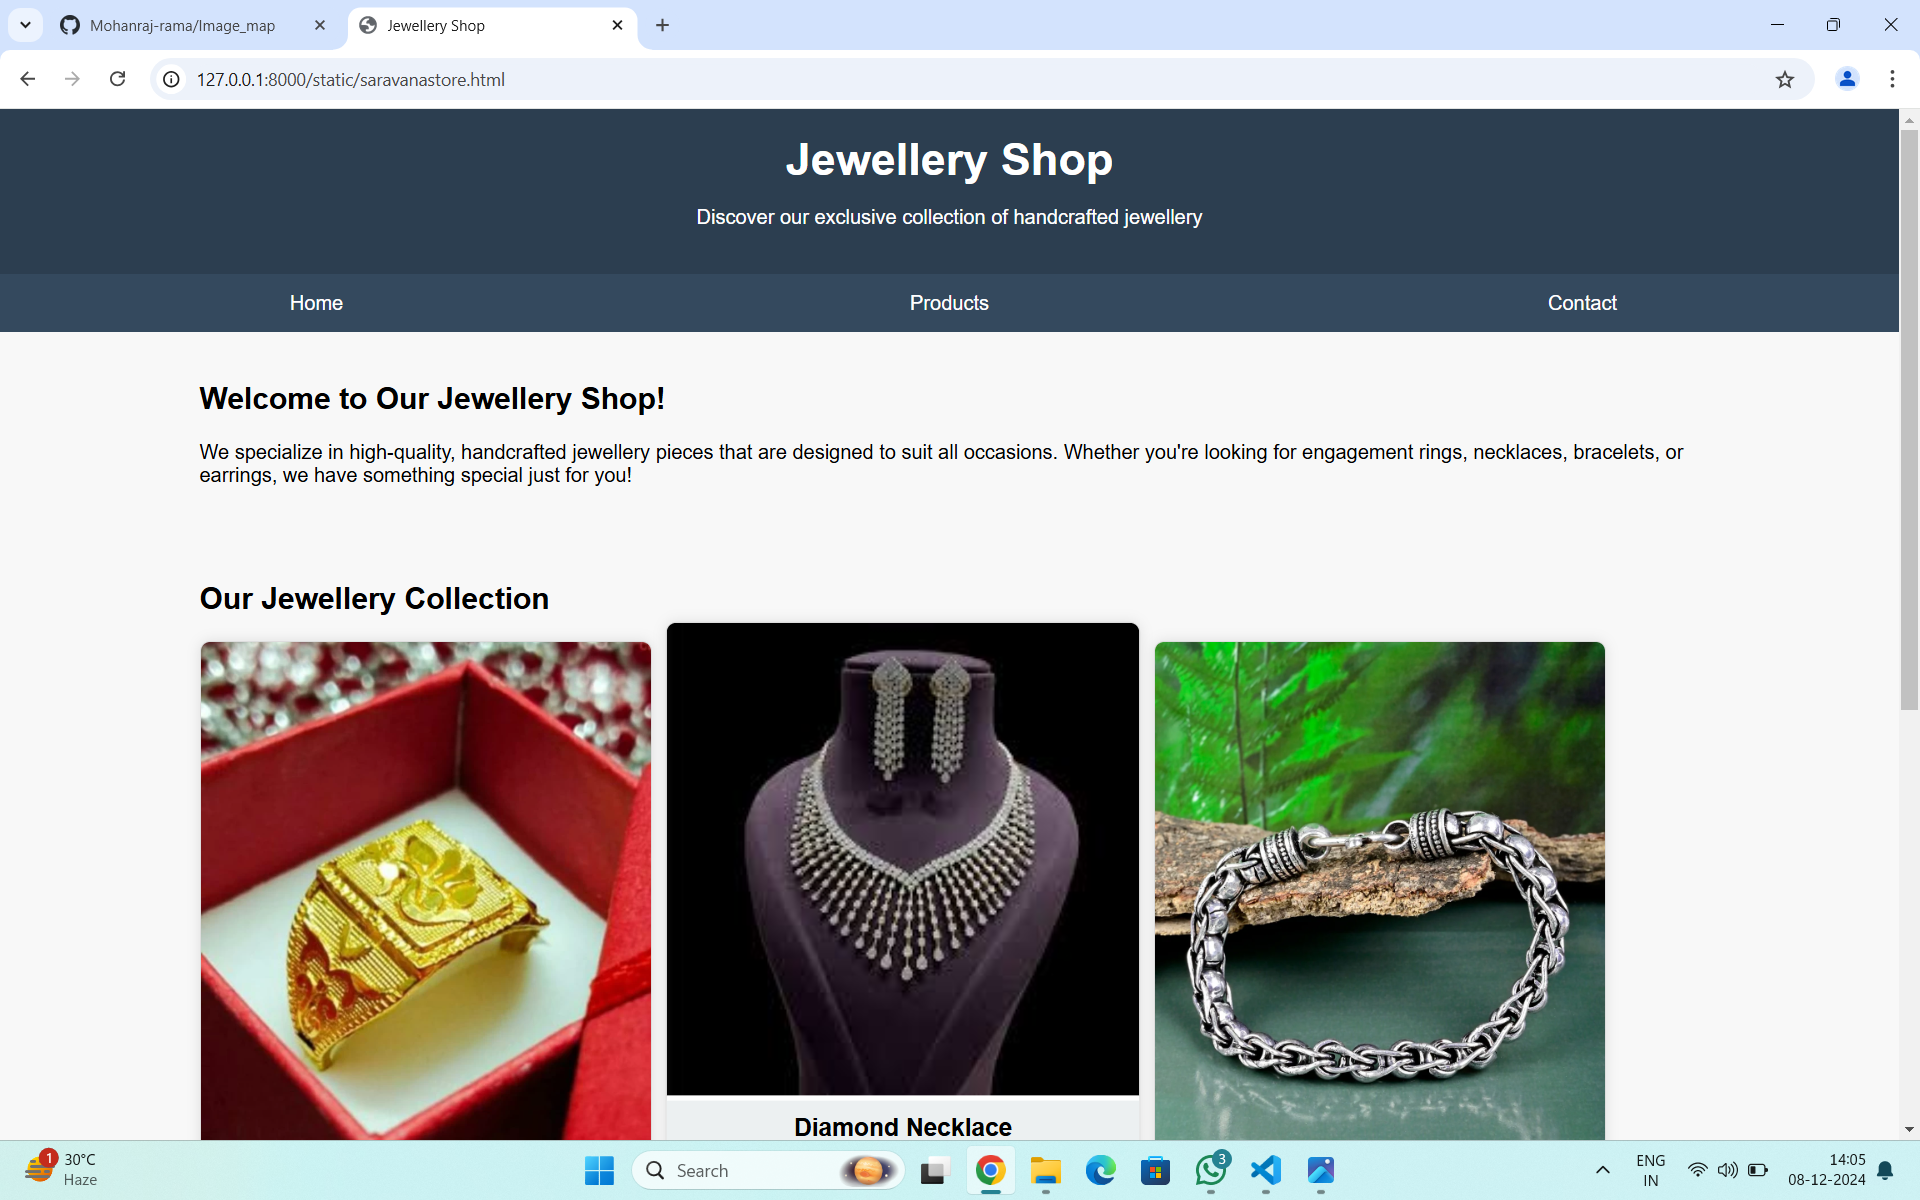 Mohanraj-rama/Image_map
Jewellery Shop
127.0.0.1:8000/static/saravanastore.html
Jewellery Shop
Discover our exclusive collection of handcrafted jewellery
Home
Products
Contact
Welcome to Our Jewellery Shop!
We specialize in high-quality, handcrafted jewellery pieces that are designed to suit all occasions. Whether you're looking for engagement rings, necklaces, bracelets, or
earrings, we have something special just for you!
Our Jewellery Collection
Diamond Necklace
1
30°C
Haze
Search
3
ENG
IN
14:05
08-12-2024